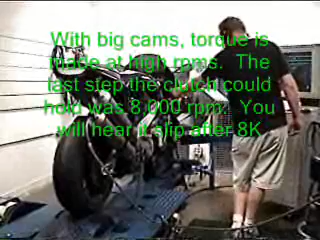 With big cams, torque is
made at high rpms. The
last step the clutch could
hold was 8,000 rpm. You
will hear it slip after 8K